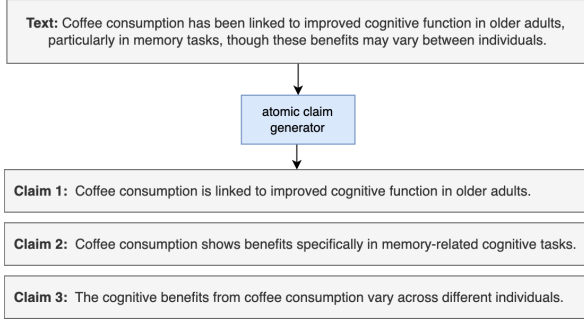 Text: Coffee consumption has been linked to improved cognitive function in older adults,
particularly in memory tasks, though these benefits may vary between individuals.
atomic claim
generator
Claim 1: Coffee consumption is linked to improved cognitive function in older adults.
Claim 2: Coffee consumption shows benefits specifically in memory-related cognitive tasks.
Claim 3: The cognitive benefits from coffee consumption vary across different individuals.